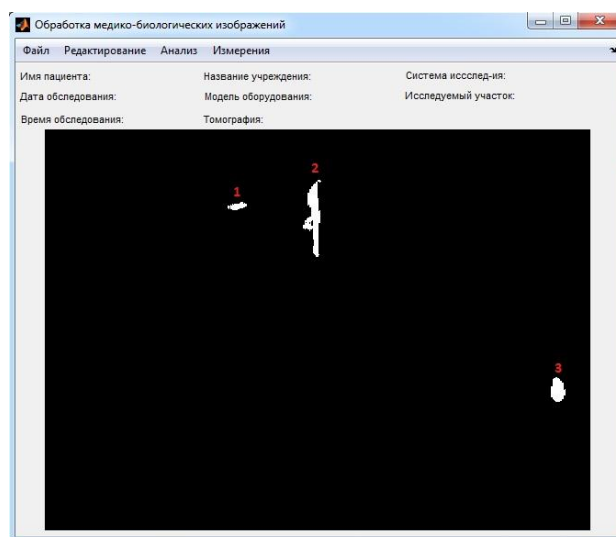 Обработка медико-биологических изображений
Файл Редактирование Анализ Измерения
Имя пациента: Название учреждения: Система иссслед-ия:
Дата обследования: Модель оборудования: Исследуемый участок:
Время обследования: Томография:
2
1
3